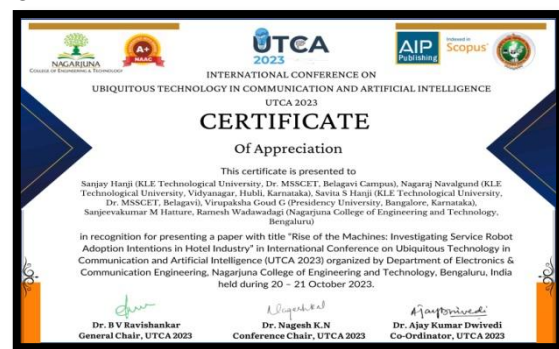 NAGARJUNA
COLLEGE OF ENGINEERING & TECHNOLOGY
A+
NAAC
UTCA
2023
AIP
Publishing
Indexed in
Scopus
INTERNATIONAL CONFERENCE ON
UBIQUITOUS TECHNOLOGY IN COMMUNICATION AND ARTIFICIAL INTELLIGENCE
UTCA 2023
CERTIFICATE
Of Appreciation
This certificate is presented to
Sanjay Hanji (KLE Technological University, Dr. MSSCET, Belagavi Campus), Nagaraj Navalgund (KLE
Technological University, Vidyanagar, Hubli, Karnataka), Savita S Hanji (KLE Technological University,
Dr. MSSCET, Belagavi), Virupaksha Goud G (Presidency University, Bangalore, Karnataka),
Sanjeevakumar M Hatture, Ramesh Wadawadagi (Nagarjuna College of Engineering and Technology,
Bengaluru)
in recognition for presenting a paper with title "Rise of the Machines: Investigating Service Robot
Adoption Intentions in Hotel Industry" in International Conference on Ubiquitous Technology in
Communication and Artificial Intelligence (UTCA 2023) organized by Department of Electronics &
Communication Engineering, Nagarjuna College of Engineering and Technology, Bengaluru, India
held during 20 – 21 October 2023.
Dr. B V Ravishankar
General Chair, UTCA 2023
Dr. Nagesh K.N
Conference Chair, UTCA 2023
Dr. Ajay Kumar Dwivedi
Co-Ordinator, UTCA 2023